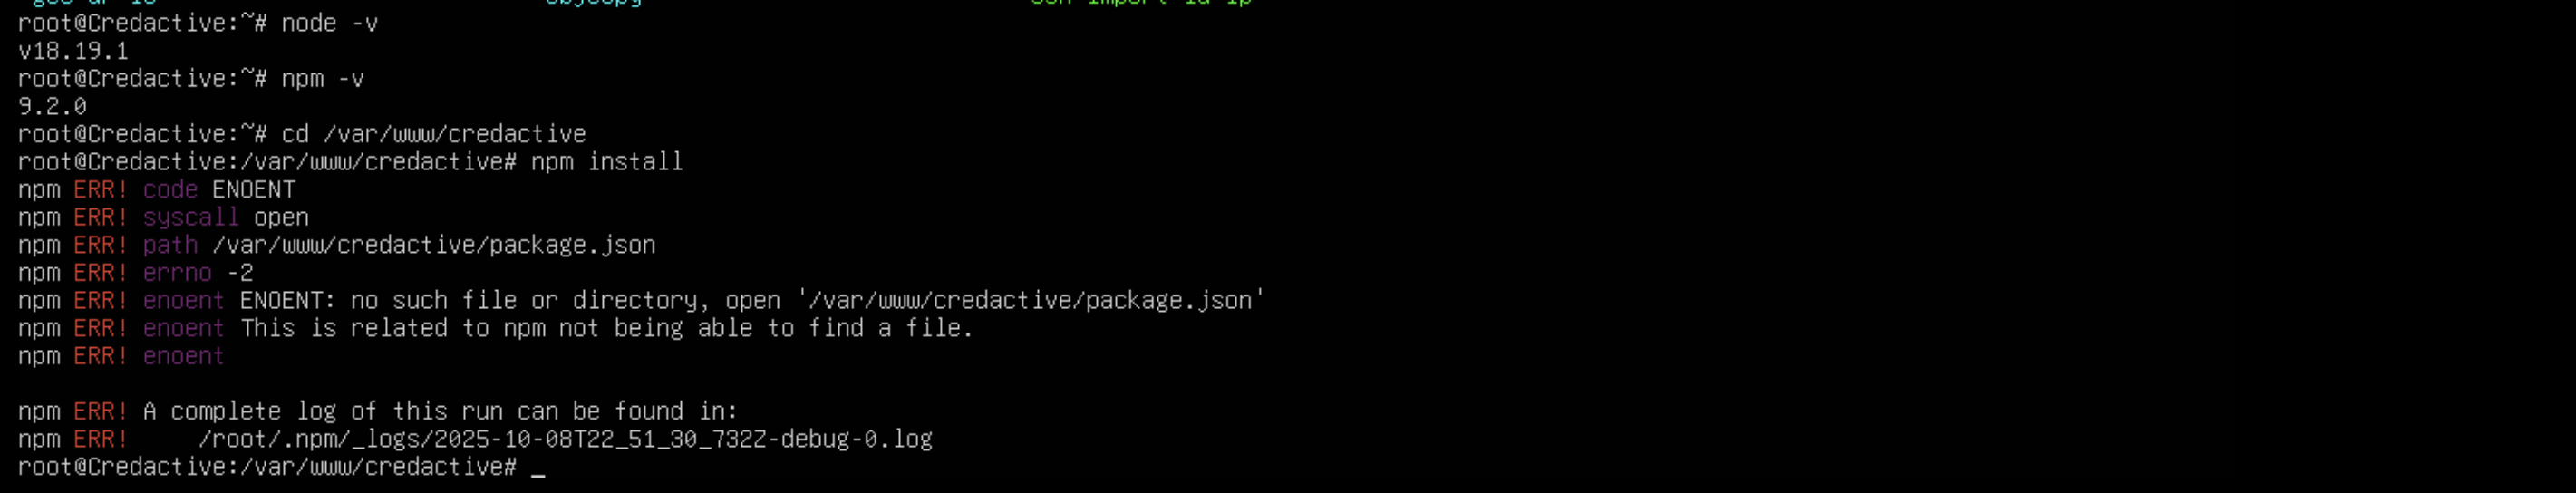 root@Credactive:~# node -v
v18.19.1
root@Credactive:~# npm -v
9.2.0
root@Credactive:~# cd /var/www/credactive
root@Credactive:/var/www/credactive# npm install
npm ERR! code ENOENT
npm ERR! syscall open
npm ERR! path /var/www/credactive/package.json
npm ERR! errno -2
npm ERR! enoent ENOENT: no such file or directory, open '/var/www/credactive/package.json'
npm ERR! enoent This is related to npm not being able to find a file.
npm ERR! enoent
npm ERR! A complete log of this run can be found in:
npm ERR!     /root/.npm/_logs/2025-10-08T22_51_30_732Z-debug-0.log
root@Credactive:/var/www/credactive# _